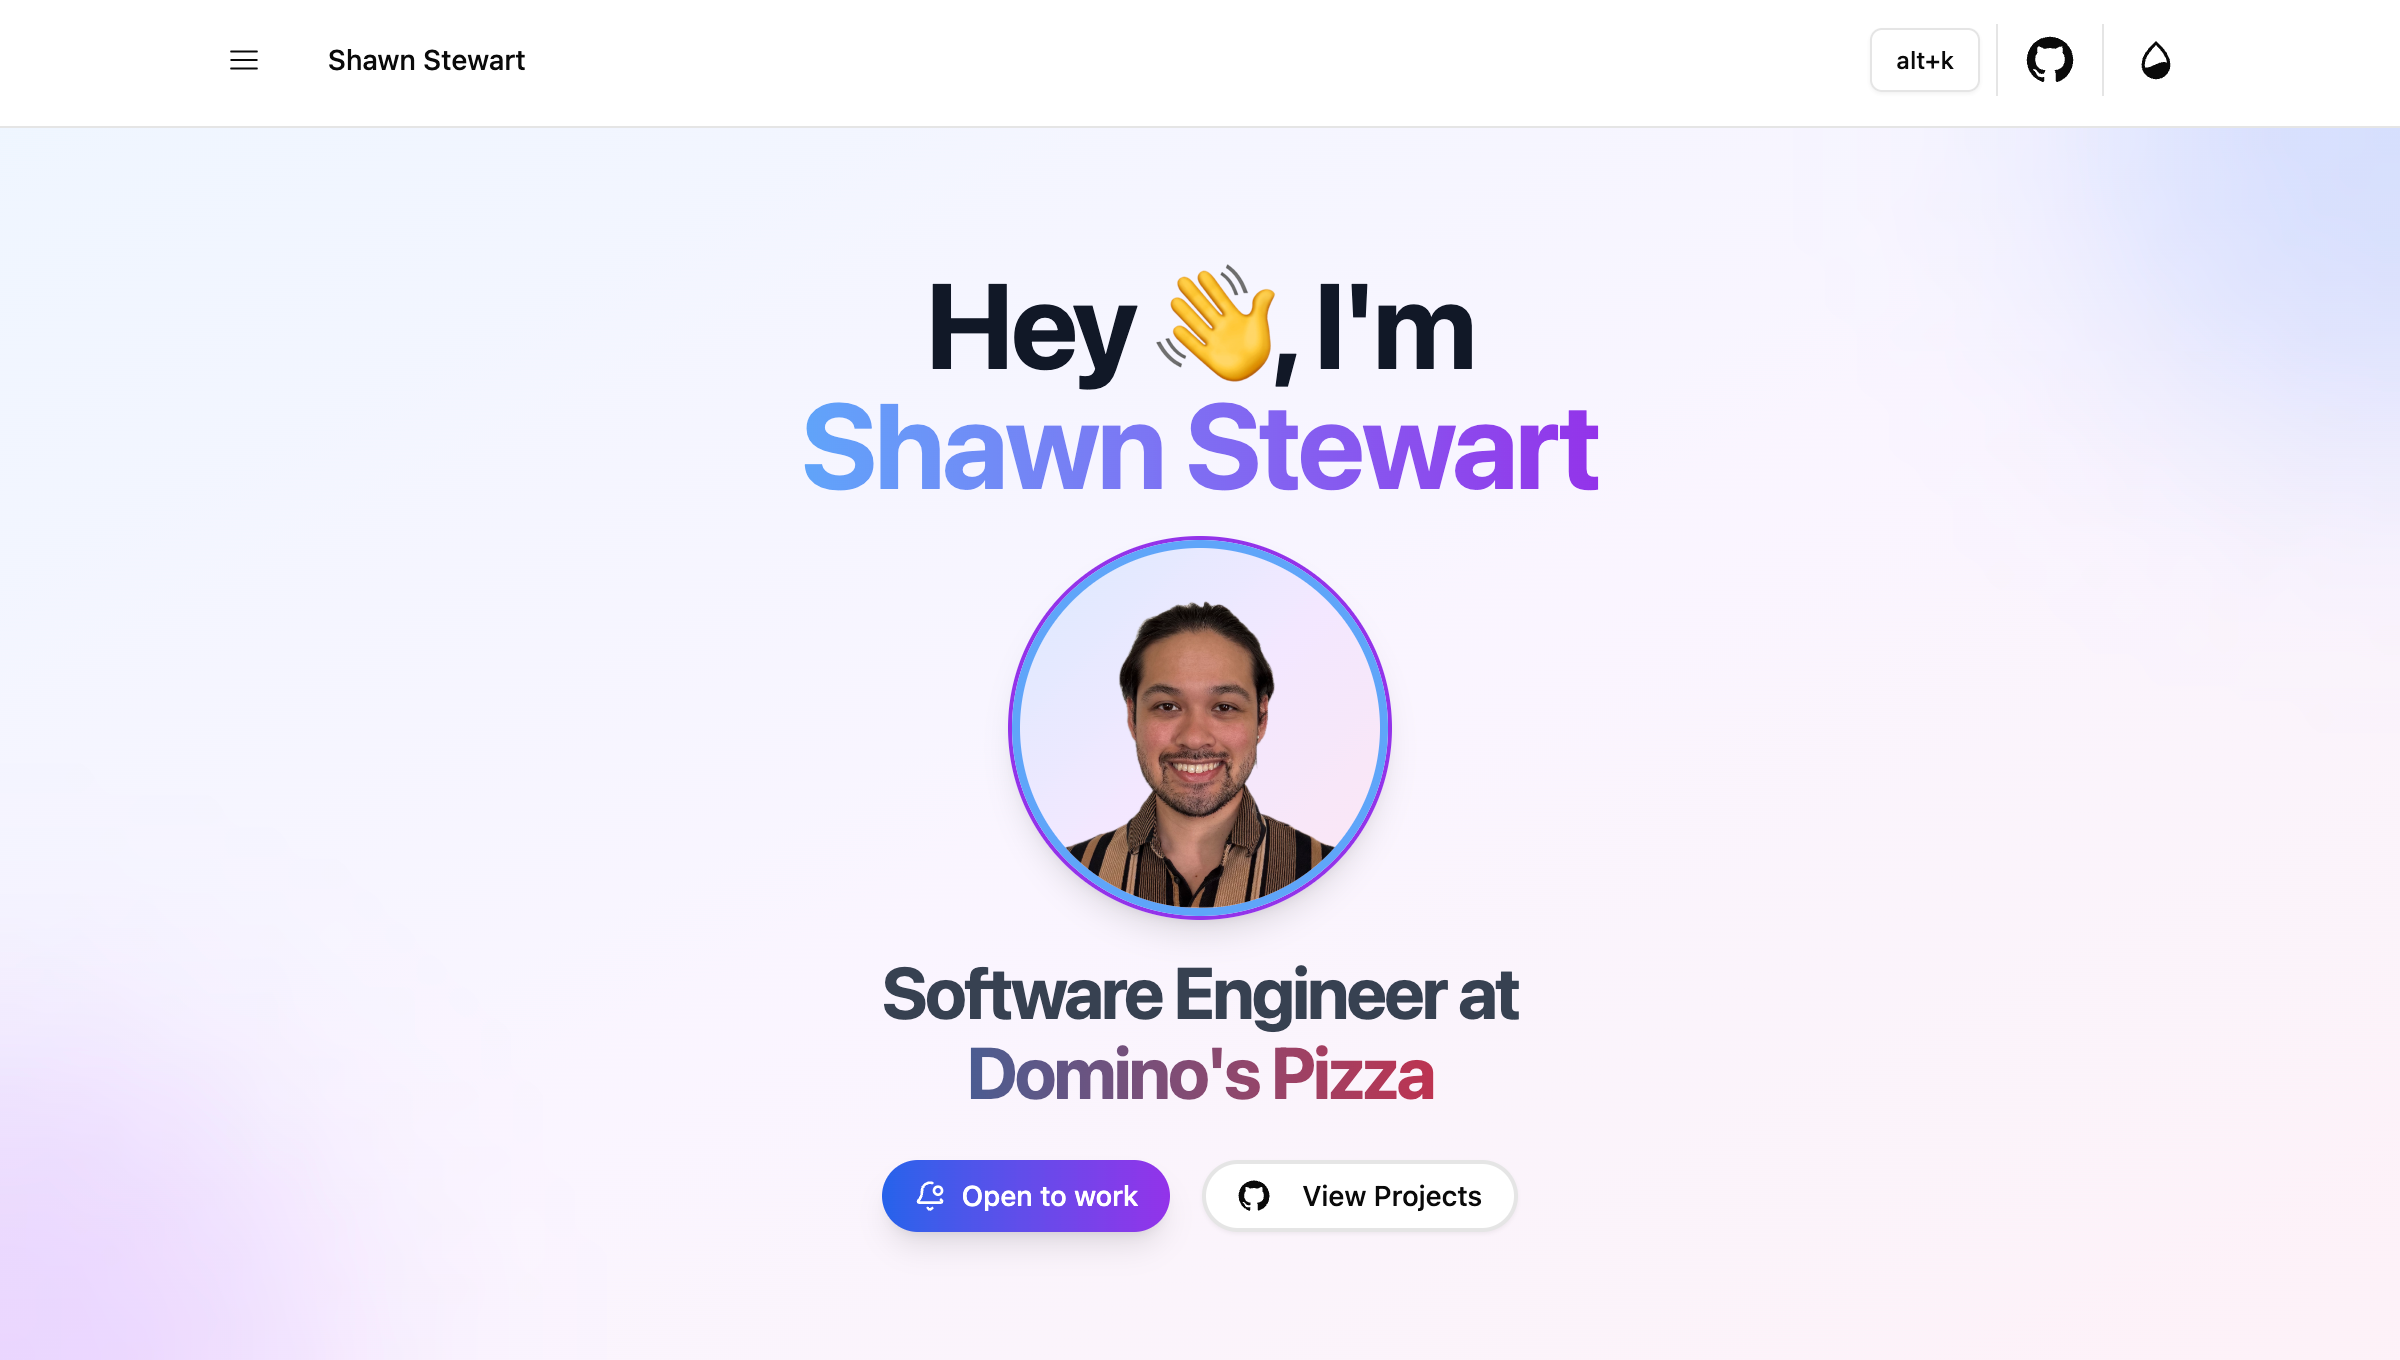 Shawn Stewart
alt+k
Hey 👋, I'm
Shawn Stewart
Software Engineer at
Domino's Pizza
Open to work
View Projects